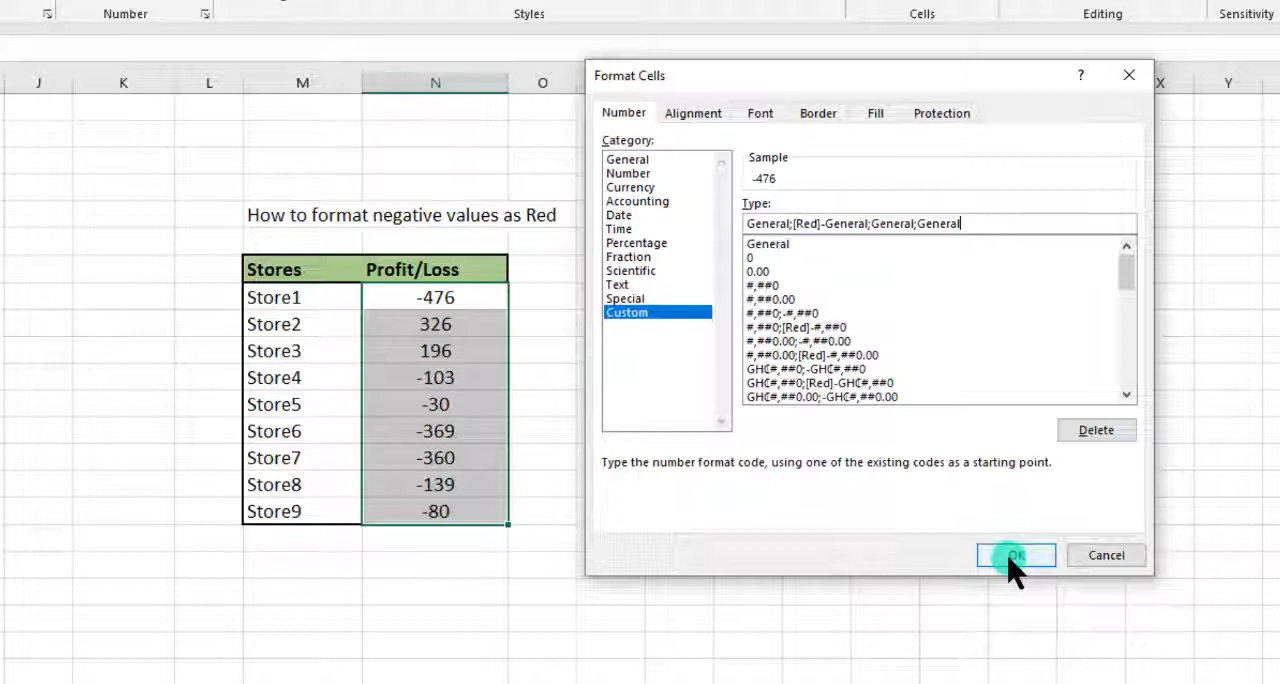 Number Styles Cells Editing Sensitivity
J K L M N O X Y
Format Cells ?
Number Alignment Font Border Fill Protection
Category:
General
Number
Currency
Accounting
Date
Time
Percentage
Fraction
Scientific
Text
Special
Custom
Sample
-476
Type:
General;[Red]-General;General;General
General
0
0.00
#,##0
#,##0.00
#,##0;-#,##0
#,##0;[Red]-#,##0
#,##0.00;-#,##0.00
#,##0.00;[Red]-#,##0.00
GHC#,##0;-GHC#,##0
GHC#,##0;[Red]-GHC#,##0
GHC#,##0.00;-GHC#,##0.00
Delete
Type the number format code, using one of the existing codes as a starting point.
OK Cancel
How to format negative values as Red
Stores Profit/Loss
Store1 -476
Store2 326
Store3 196
Store4 -103
Store5 -30
Store6 -369
Store7 -360
Store8 -139
Store9 -80